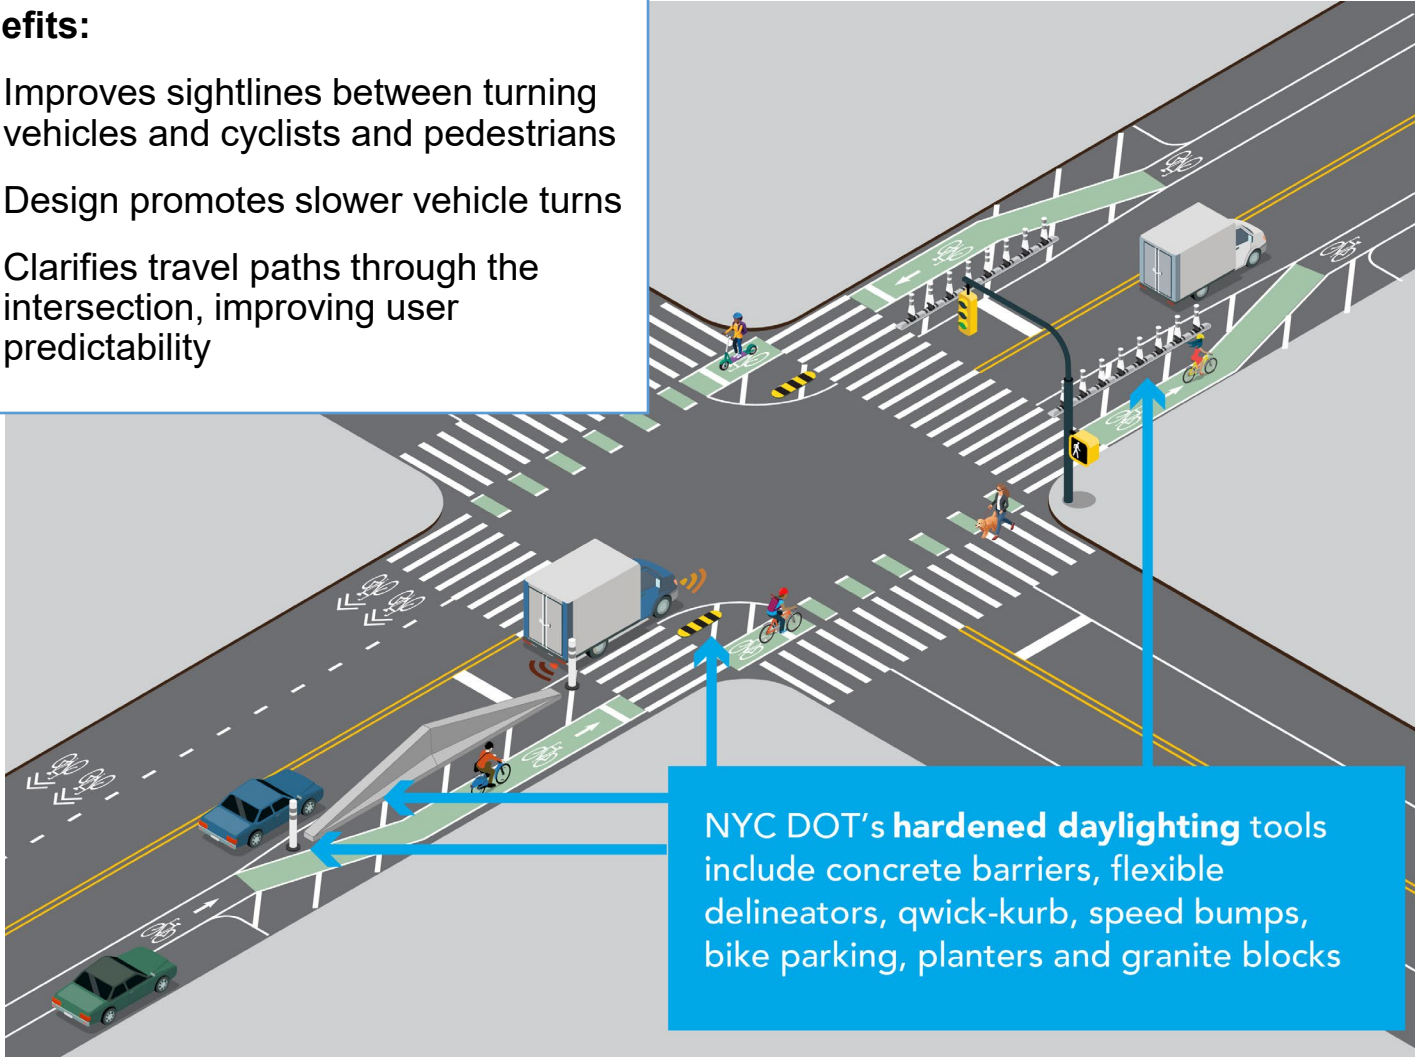 efits:
Improves sightlines between turning
vehicles and cyclists and pedestrians
Design promotes slower vehicle turns
Clarifies travel paths through the
intersection, improving user
predictability
NYC DOT’s hardened daylighting tools
include concrete barriers, flexible
delineators, qwick-kurb, speed bumps,
bike parking, planters and granite blocks